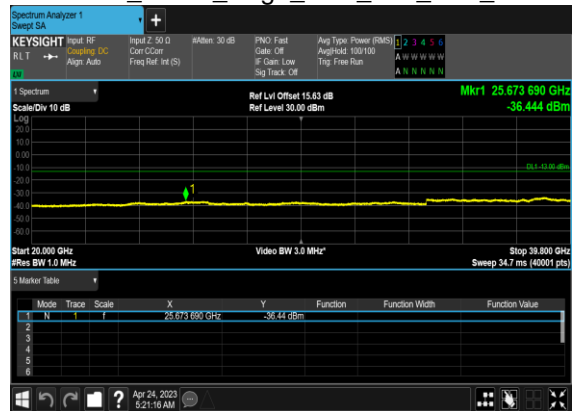 Spectrum Analyzer 1
Swept SA
+
KEYSIGHT Input: RF Input Z: 50 Ω #Atten: 30 dB PNO: Fast Avg Type: Power (RMS) 1 2 3 4 5 6
RLT Coupling: DC Corr CCorr Gate: Off Avg|Hold: 100/100 A W W W W W
Align: Auto Freq Ref: Int (S) IF Gain: Low Trig: Free Run
LW Sig Track: Off A N N N N N
1 Spectrum Ref Lvl Offset 15.63 dB Mkr1 25.673 690 GHz
Scale/Div 10 dB Ref Level 30.00 dBm -36.444 dBm
Log
20.0
10.0
0.00
-10.0 DL1 -13.00 dBm
-20.0
1
-30.0
-40.0
-50.0
-60.0
Start 20.000 GHz Video BW 3.0 MHz* Stop 39.800 GHz
#Res BW 1.0 MHz Sweep 34.7 ms (40001 pts)
5 Marker Table
Mode Trace Scale X Y Function Function Width Function Value
1 N 1 f 25.673 690 GHz -36.44 dBm
2
3
4
5
6
? Apr 24, 2023
5:21:16 AM